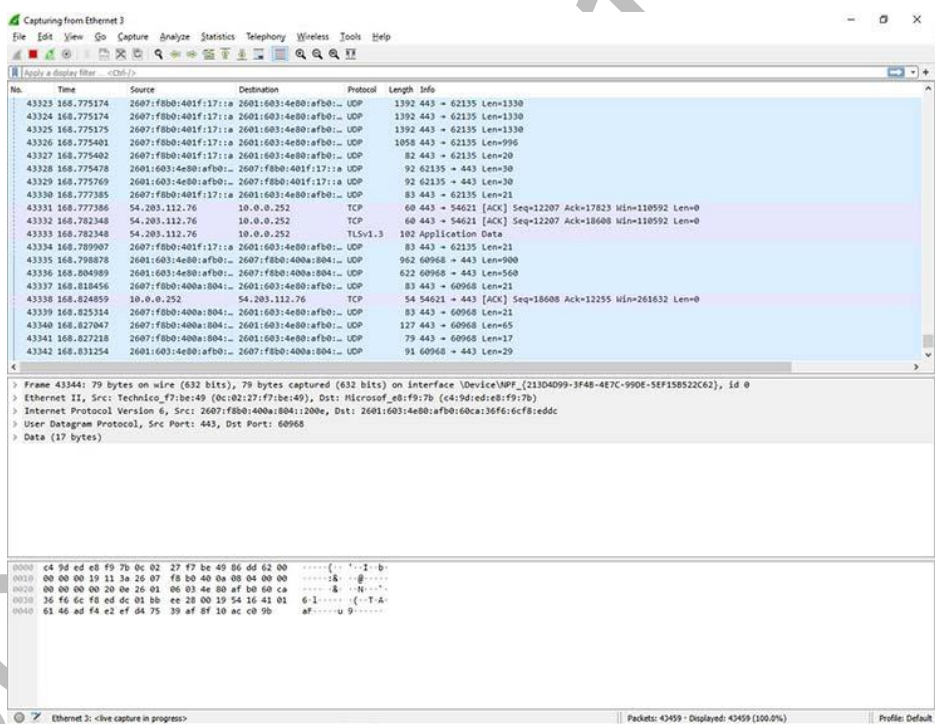 Capturing from Ethernet 3
File Edit View Go Capture Analyze Statistics Telephony Wireless Tools Help
Apply a display filter ... <Ctrl-/>
No. Time Source Destination Protocol Length Info
43323 168.775174 2607:f8b0:401f:17::a 2601:603:4e80:afb0:… UDP 1392 443 → 62135 Len=1330
43324 168.775174 2607:f8b0:401f:17::a 2601:603:4e80:afb0:… UDP 1392 443 → 62135 Len=1330
43325 168.775175 2607:f8b0:401f:17::a 2601:603:4e80:afb0:… UDP 1392 443 → 62135 Len=1330
43326 168.775401 2607:f8b0:401f:17::a 2601:603:4e80:afb0:… UDP 1058 443 → 62135 Len=996
43327 168.775402 2607:f8b0:401f:17::a 2601:603:4e80:afb0:… UDP 82 443 → 62135 Len=20
43328 168.775478 2601:603:4e80:afb0:… 2607:f8b0:401f:17::a UDP 92 62135 → 443 Len=30
43329 168.775769 2601:603:4e80:afb0:… 2607:f8b0:401f:17::a UDP 92 62135 → 443 Len=30
43330 168.777385 2607:f8b0:401f:17::a 2601:603:4e80:afb0:… UDP 83 443 → 62135 Len=21
43331 168.777386 54.203.112.76 10.0.0.252 TCP 60 443 → 54621 [ACK] Seq=12207 Ack=17823 Win=110592 Len=0
43332 168.782348 54.203.112.76 10.0.0.252 TCP 60 443 → 54621 [ACK] Seq=12207 Ack=18608 Win=110592 Len=0
43333 168.782348 54.203.112.76 10.0.0.252 TLSv1.3 102 Application Data
43334 168.789907 2607:f8b0:401f:17::a 2601:603:4e80:afb0:… UDP 83 443 → 62135 Len=21
43335 168.798878 2601:603:4e80:afb0:… 2607:f8b0:400a:804:… UDP 962 60968 → 443 Len=900
43336 168.804989 2601:603:4e80:afb0:… 2607:f8b0:400a:804:… UDP 622 60968 → 443 Len=560
43337 168.818456 2607:f8b0:400a:804:… 2601:603:4e80:afb0:… UDP 83 443 → 60968 Len=21
43338 168.824859 10.0.0.252 54.203.112.76 TCP 54 54621 → 443 [ACK] Seq=18608 Ack=12255 Win=261632 Len=0
43339 168.825314 2607:f8b0:400a:804:… 2601:603:4e80:afb0:… UDP 83 443 → 60968 Len=21
43340 168.827047 2607:f8b0:400a:804:… 2601:603:4e80:afb0:… UDP 127 443 → 60968 Len=65
43341 168.827218 2607:f8b0:400a:804:… 2601:603:4e80:afb0:… UDP 79 443 → 60968 Len=17
43342 168.831254 2601:603:4e80:afb0:… 2607:f8b0:400a:804:… UDP 91 60968 → 443 Len=29
> Frame 43344: 79 bytes on wire (632 bits), 79 bytes captured (632 bits) on interface \Device\NPF_{213D4D99-3F4B-4E7C-99DE-5EF15B522C62}, id 0
> Ethernet II, Src: Technico_f7:be:49 (0c:02:27:f7:be:49), Dst: Microsof_e8:f9:7b (c4:9d:ed:e8:f9:7b)
> Internet Protocol Version 6, Src: 2607:f8b0:400a:804::200e, Dst: 2601:603:4e80:afb0:60ca:36f6:6cf8:eddc
> User Datagram Protocol, Src Port: 443, Dst Port: 60968
> Data (17 bytes)
0000 c4 9d ed e8 f9 7b 0c 02 27 f7 be 49 86 dd 62 00 ·····{·· '··I··b·
0010 00 00 00 19 11 3a 26 07 f8 b0 40 0a 08 04 00 00 ·····:&· ··@·····
0020 00 00 00 00 20 0e 26 01 06 03 4e 80 af b0 60 ca ···· ·&· ··N···`·
0030 36 f6 6c f8 ed dc 01 bb ee 28 00 19 54 16 41 01 6·l····· ·(··T·A·
0040 61 46 ad f4 e2 ef d4 75 39 af 8f 10 ac c0 9b aF·····u 9······
Ethernet 3: <live capture in progress>
Packets: 43459 · Displayed: 43459 (100.0%)
Profile: Default